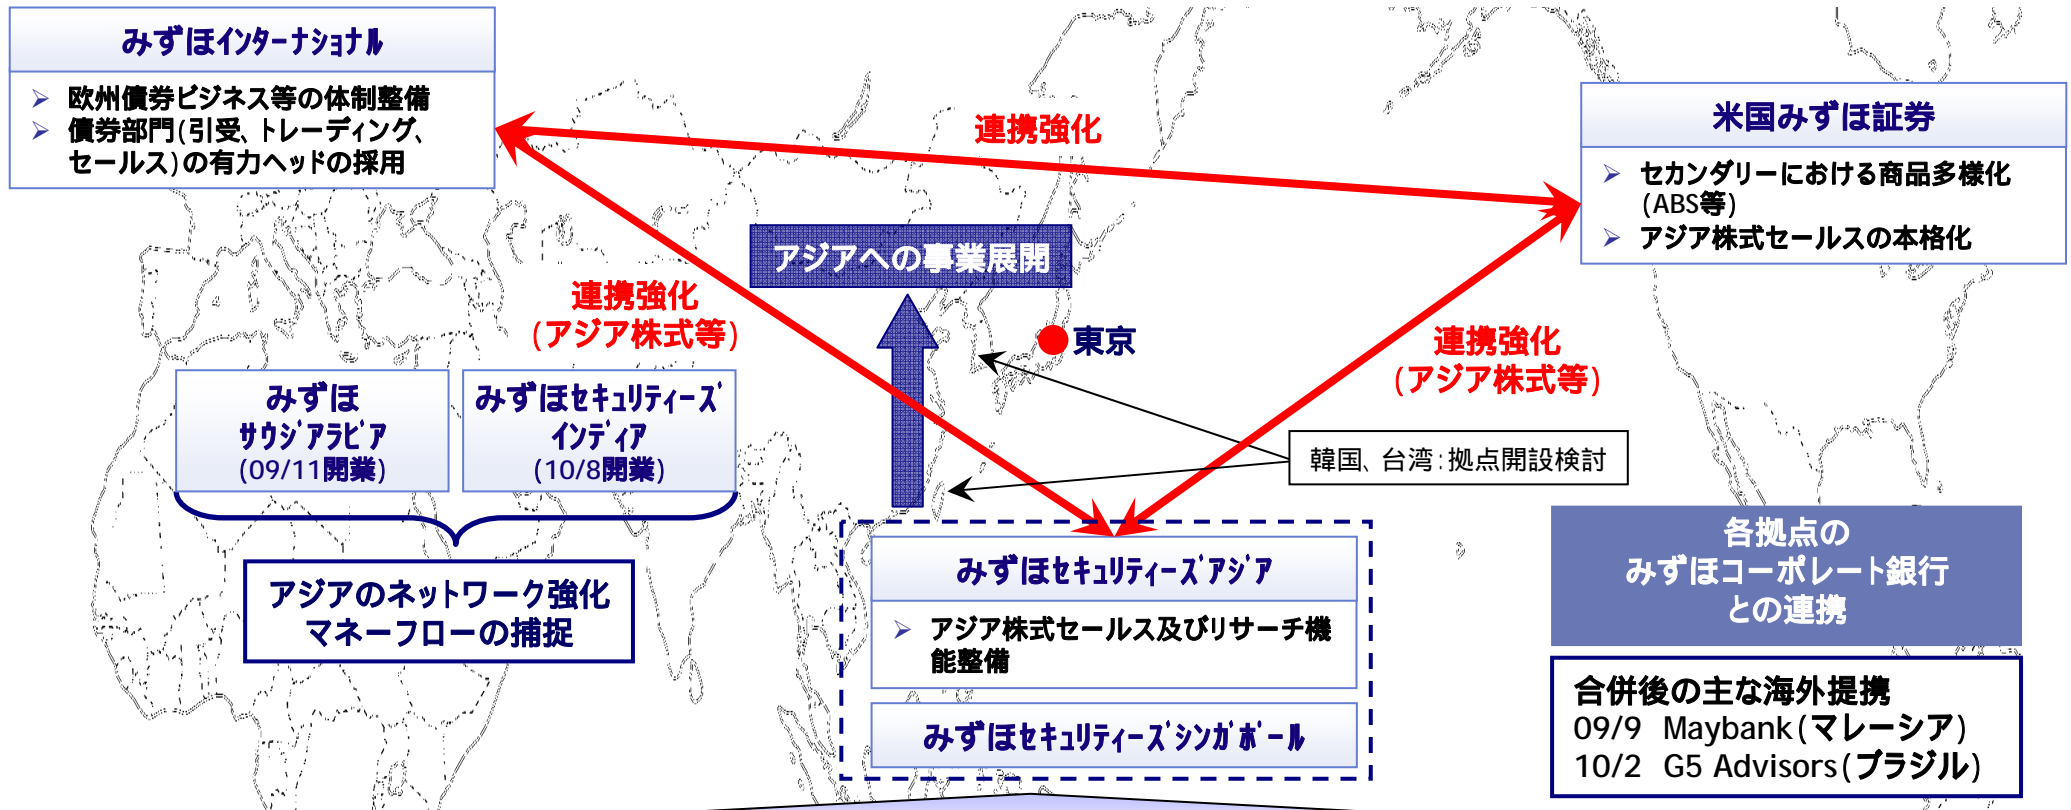 みずほインターナショナル
➢ 欧州債券ビジネス等の体制整備
➢ 債券部門(引受、トレーディング、
セールス)の有力ヘッドの採用
連携強化
米国みずほ証券
➢ セカンダリーにおける商品多様化
(ABS等)
➢ アジア株式セールスの本格化
アジアへの事業展開
連携強化
(アジア株式等)
東京
連携強化
(アジア株式等)
みずほ
サウジアラビア
(09/11開業)
みずほセキュリティーズ
インディア
(10/8開業)
韓国、台湾:拠点開設検討
アジアのネットワーク強化
マネーフローの捕捉
みずほセキュリティーズアジア
➢ アジア株式セールス及びリサーチ機
能整備
みずほセキュリティーズシンガポール
各拠点の
みずほコーポレート銀行
との連携
合併後の主な海外提携
09/9 Maybank(マレーシア)
10/2 G5 Advisors(ブラジル)